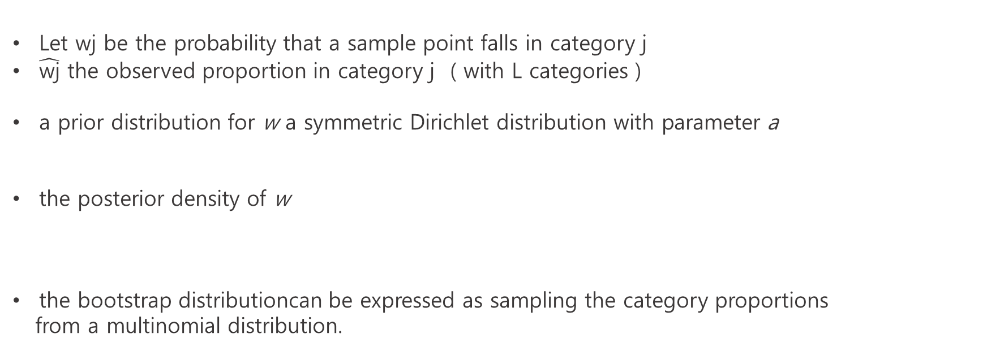 • Let wj be the probability that a sample point falls in category j
• ŵj the observed proportion in category j ( with L categories )
• a prior distribution for w a symmetric Dirichlet distribution with parameter a
• the posterior density of w
• the bootstrap distributioncan be expressed as sampling the category proportions
from a multinomial distribution.